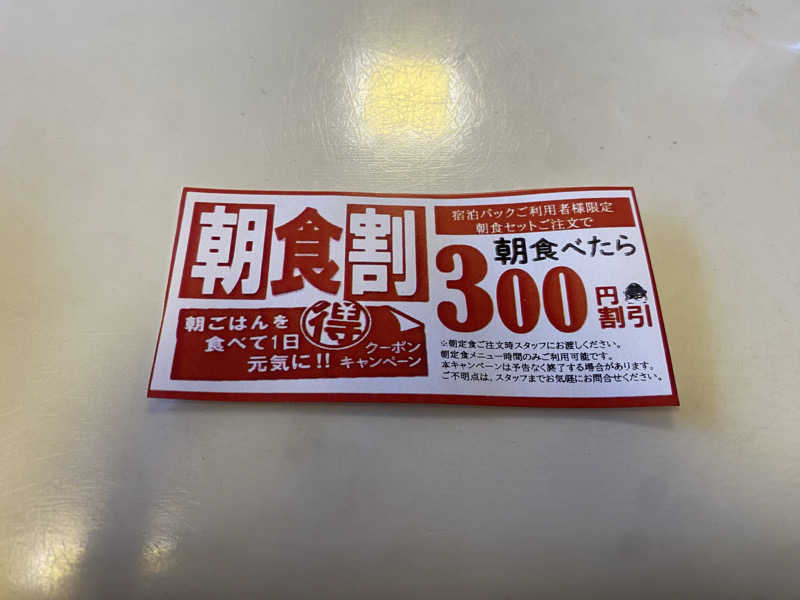 朝食割
朝ごはんを
食べて1日
元気に!!
得
クーポン
キャンペーン
宿泊パックご利用者様限定
朝食セットご注文で
朝食べたら
300
円
割引
※朝定食ご注文時スタッフにお渡しください。
朝定食メニュー時間のみご利用可能です。
本キャンペーンは予告なく終了する場合があります。
ご不明点は、スタッフまでお気軽にお問合せください。